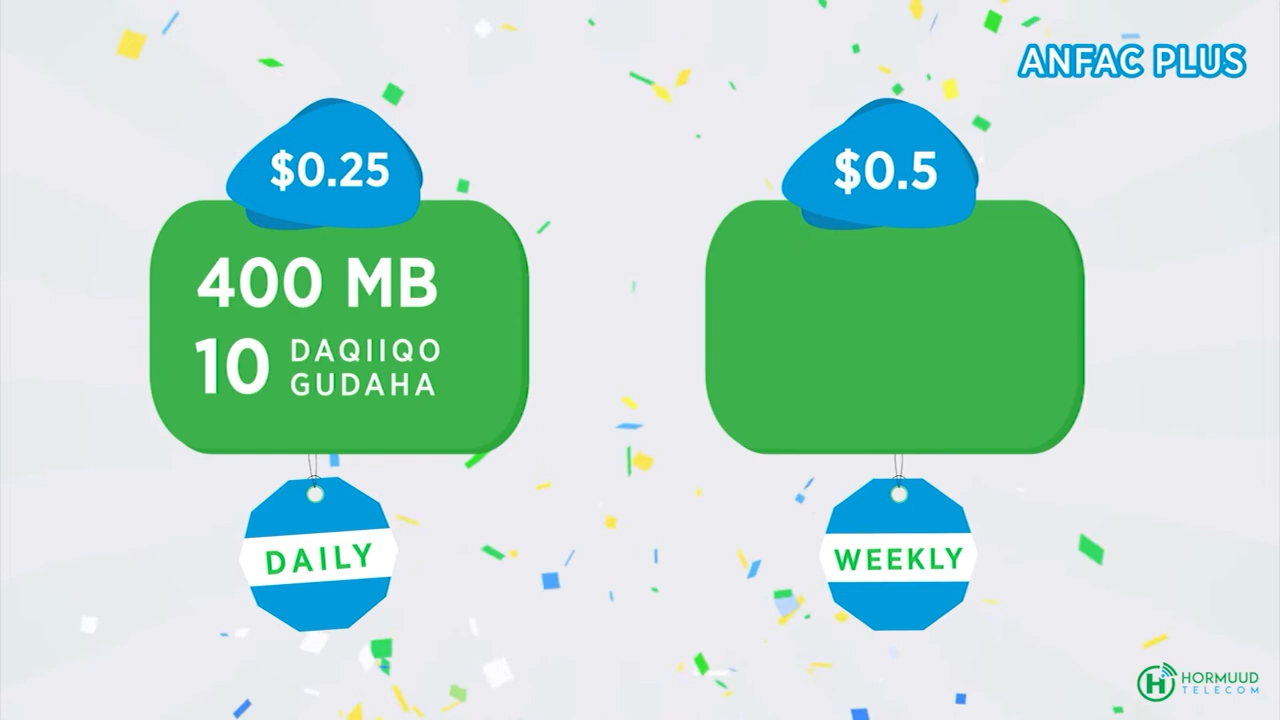 ANFAC PLUS
$0.25
400 MB
10 DAQIIQO
GUDAHA
DAILY
$0.5
WEEKLY
HORMUUD
TELECOM